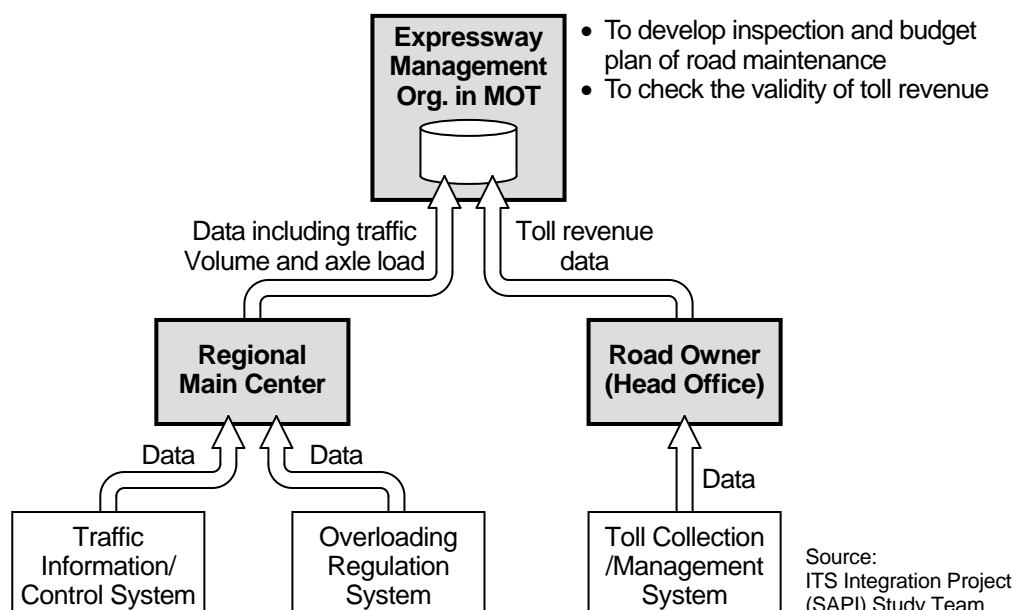 Expressway
Management
Org. in MOT
• To develop inspection and budget
plan of road maintenance
• To check the validity of toll revenue
Data including traffic
Volume and axle load
Toll revenue
data
Regional
Main Center
Road Owner
(Head Office)
Data
Data
Data
Traffic
Information/
Control System
Overloading
Regulation
System
Toll Collection
/Management
System
Source:
ITS Integration Project
(SAPI) Study Team